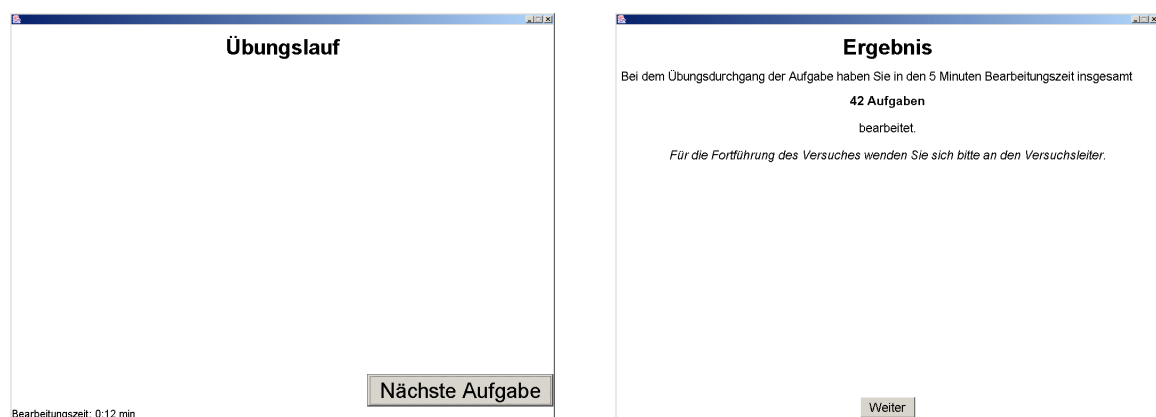 Übungslauf
Nächste Aufgabe
Bearbeitungszeit: 0:12 min
Ergebnis
Bei dem Übungsdurchgang der Aufgabe haben Sie in den 5 Minuten Bearbeitungszeit insgesamt
42 Aufgaben
bearbeitet.
Für die Fortführung des Versuches wenden Sie sich bitte an den Versuchsleiter.
Weiter